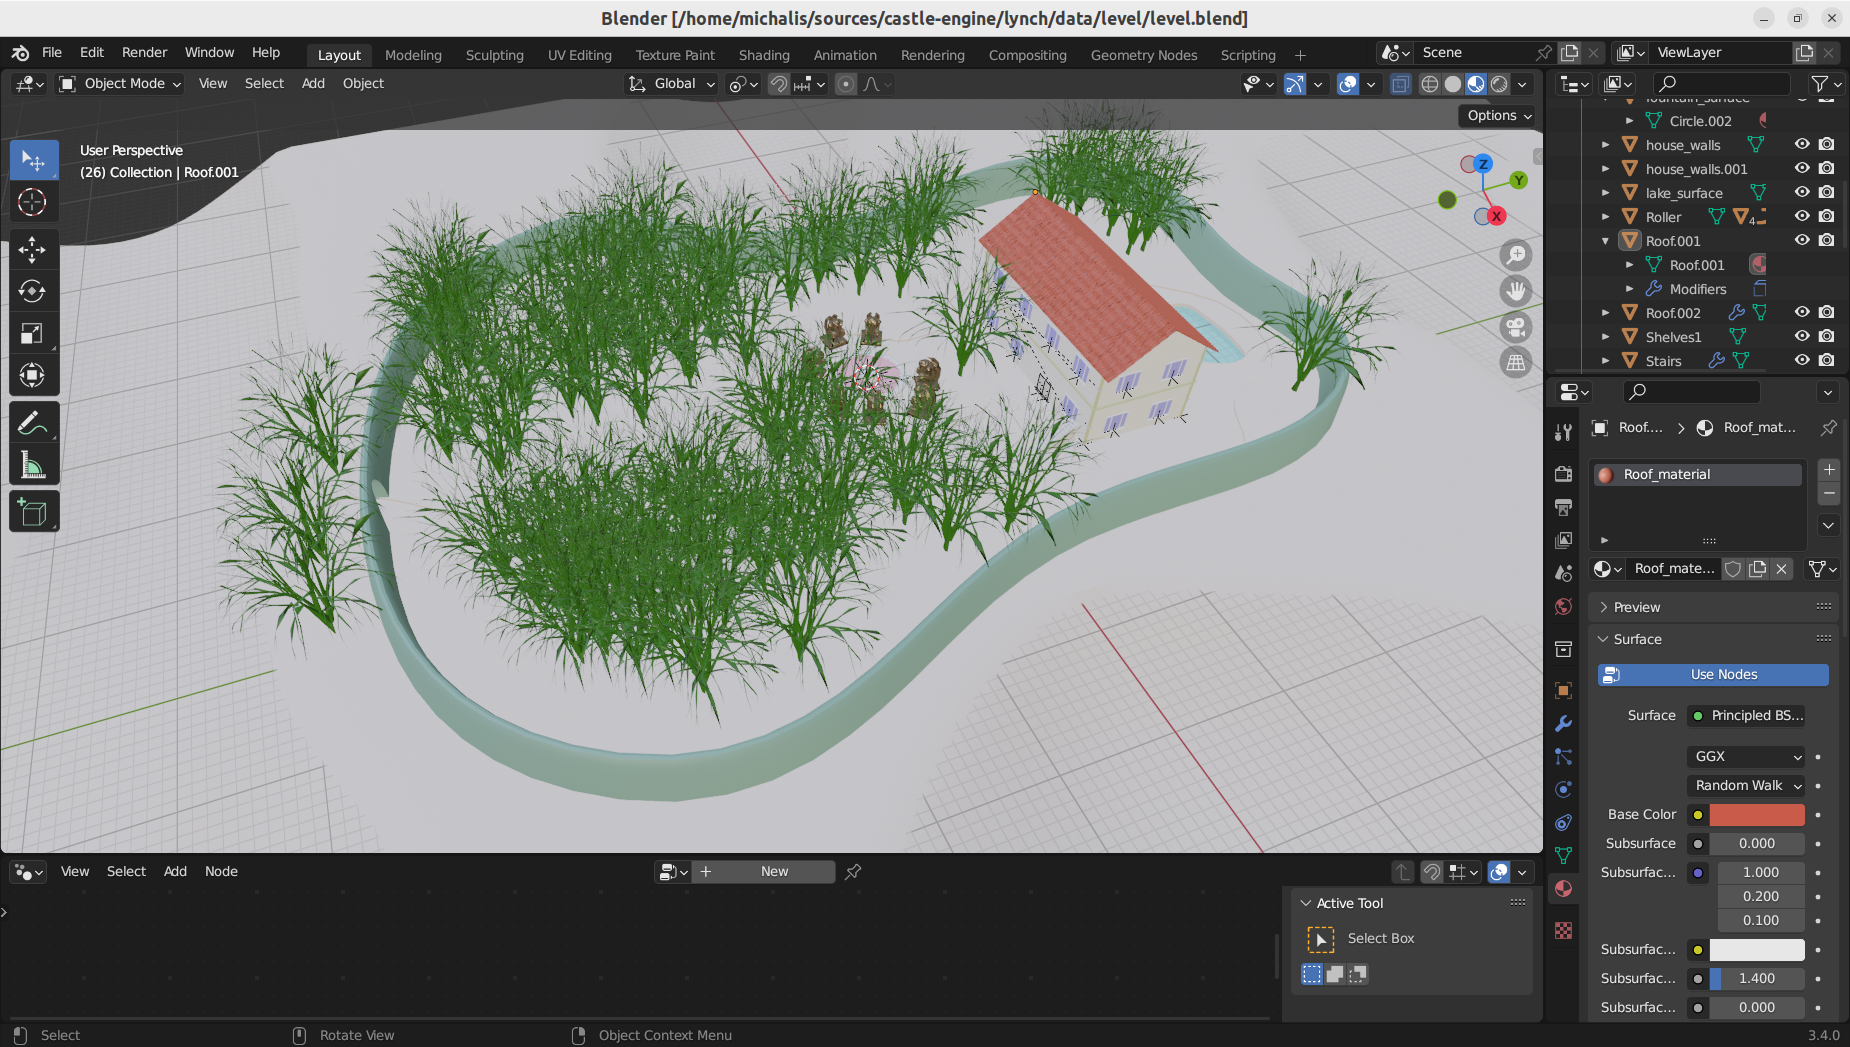 Blender [/home/michalis/sources/castle-engine/lynch/data/level/level.blend]
File Edit Render Window Help Layout Modeling Sculpting UV Editing Texture Paint Shading Animation Rendering Compositing Geometry Nodes Scripting + Scene ViewLayer
Object Mode View Select Add Object Global
Options
User Perspective
(26) Collection | Roof.001
Z
Y
X
fountain_surface
Circle.002
house_walls
house_walls.001
lake_surface
Roller 4
Roof.001
Roof.001
Modifiers
Roof.002
Shelves1
Stairs
Roof.... Roof_mat...
Roof_material
Roof_mate...
Preview
Surface
Use Nodes
Surface Principled BS...
GGX
Random Walk
Base Color
Subsurface 0.000
Subsurfac... 1.000
0.200
0.100
Subsurfac...
Subsurfac... 1.400
Subsurfac... 0.000
View Select Add Node + New
Active Tool
Select Box
Select Rotate View Object Context Menu 3.4.0